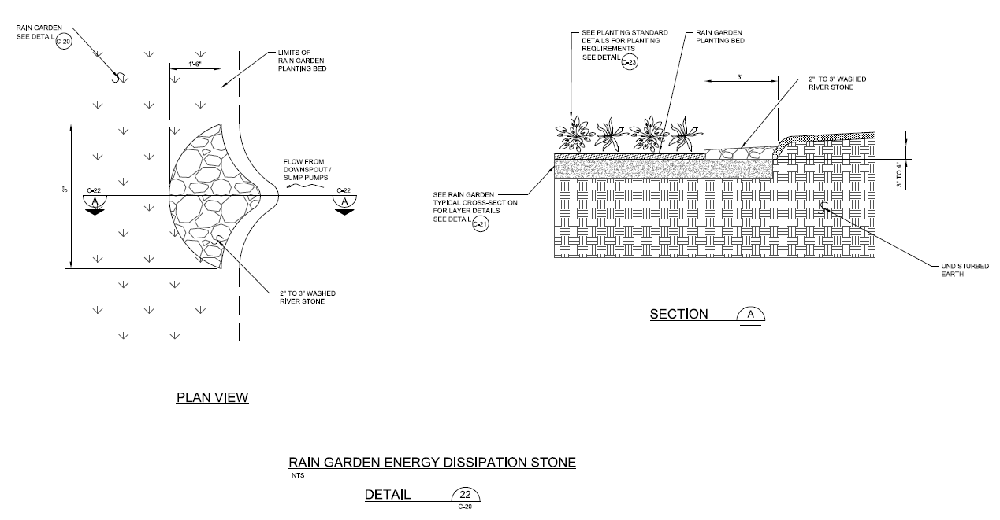 RAIN GARDEN
SEE DETAIL C-20
1'-6"
LIMITS OF
RAIN GARDEN
PLANTING BED
3"
FLOW FROM
DOWNSPOUT /
SUMP PUMPS
C-22
A
C-22
A
2" TO 3" WASHED
RIVER STONE
PLAN VIEW
SEE PLANTING STANDARD
DETAILS FOR PLANTING
REQUIREMENTS
SEE DETAIL C-23
RAIN GARDEN
PLANTING BED
3'
2" TO 3" WASHED
RIVER STONE
3" TO 4"
SEE RAIN GARDEN
TYPICAL CROSS-SECTION
FOR LAYER DETAILS
SEE DETAIL C-21
UNDISTURBED
EARTH
SECTION A
RAIN GARDEN ENERGY DISSIPATION STONE
NTS
DETAIL 22
C-20